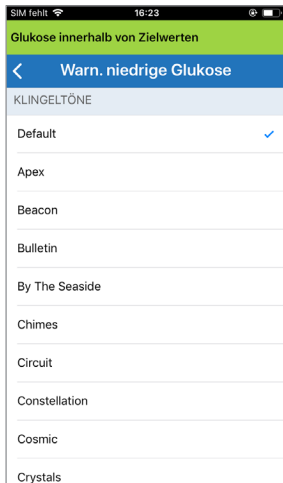 SIM fehlt 16:23
Glukose innerhalb von Zielwerten
Warn. niedrige Glukose
KLINGELTÖNE
Default
Apex
Beacon
Bulletin
By The Seaside
Chimes
Circuit
Constellation
Cosmic
Crystals